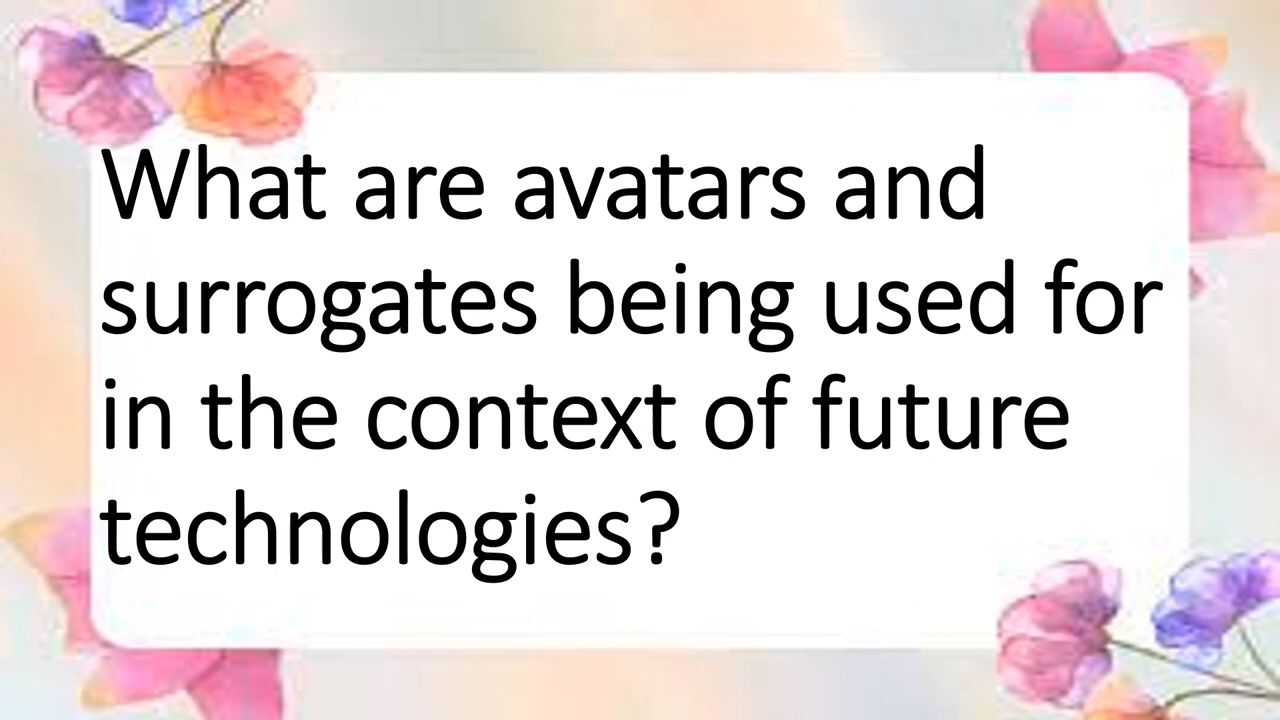 What are avatars and
surrogates being used for
in the context of future
technologies?